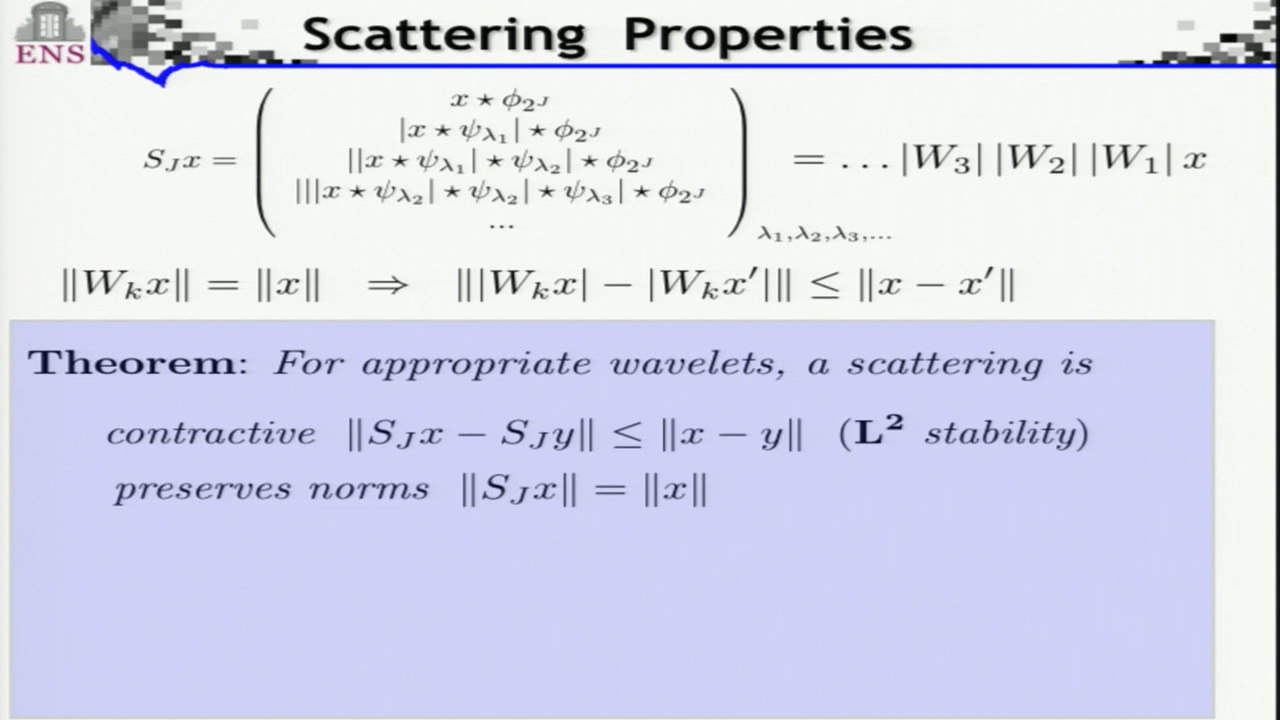 ENS
Scattering Properties
x ⋆ ϕ_{2^J}
|x ⋆ ψ_{λ_1}| ⋆ ϕ_{2^J}
S_J x = ( ||x ⋆ ψ_{λ_1}| ⋆ ψ_{λ_2}| ⋆ ϕ_{2^J} ) = ... |W_3| |W_2| |W_1| x
|||x ⋆ ψ_{λ_2}| ⋆ ψ_{λ_2}| ⋆ ψ_{λ_3}| ⋆ ϕ_{2^J}
...
λ_1,λ_2,λ_3,...
‖W_k x‖ = ‖x‖ ⇒ ‖|W_k x| − |W_k x′|‖ ≤ ‖x − x′‖
Theorem: For appropriate wavelets, a scattering is
contractive ‖S_J x − S_J y‖ ≤ ‖x − y‖ (L² stability)
preserves norms ‖S_J x‖ = ‖x‖